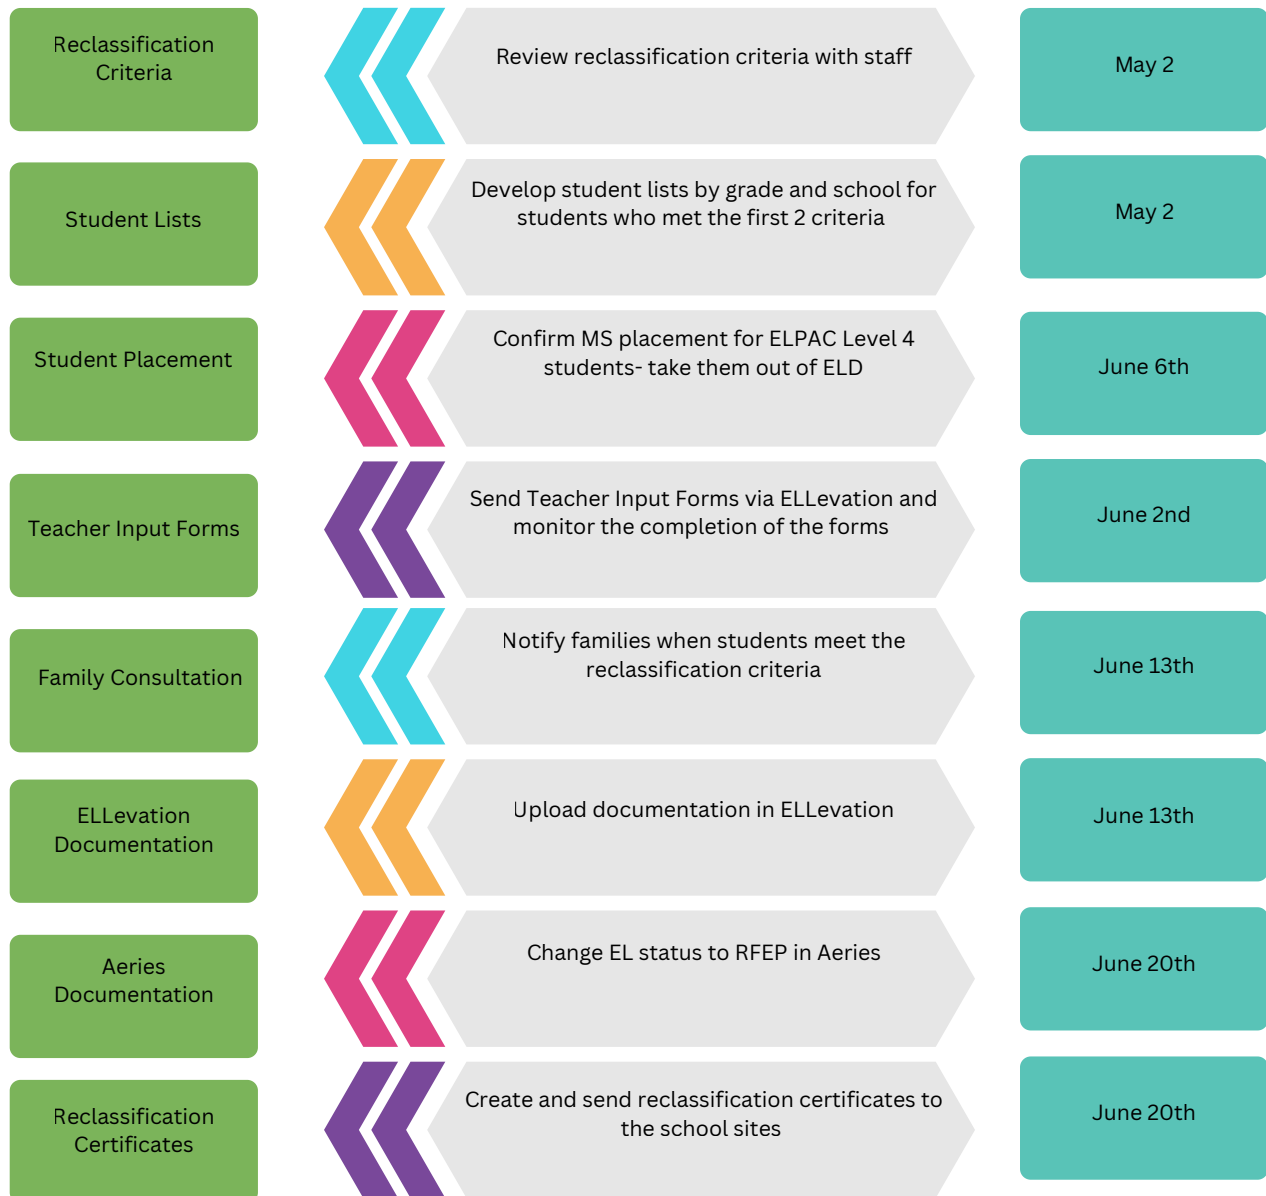 Reclassification
Criteria
Review reclassification criteria with staff
May 2
Student Lists
Develop student lists by grade and school for
students who met the first 2 criteria
May 2
Student Placement
Confirm MS placement for ELPAC Level 4
students- take them out of ELD
June 6th
Teacher Input Forms
Send Teacher Input Forms via ELLevation and
monitor the completion of the forms
June 2nd
Family Consultation
Notify families when students meet the
reclassification criteria
June 13th
ELLevation
Documentation
Upload documentation in ELLevation
June 13th
Aeries
Documentation
Change EL status to RFEP in Aeries
June 20th
Reclassification
Certificates
Create and send reclassification certificates to
the school sites
June 20th